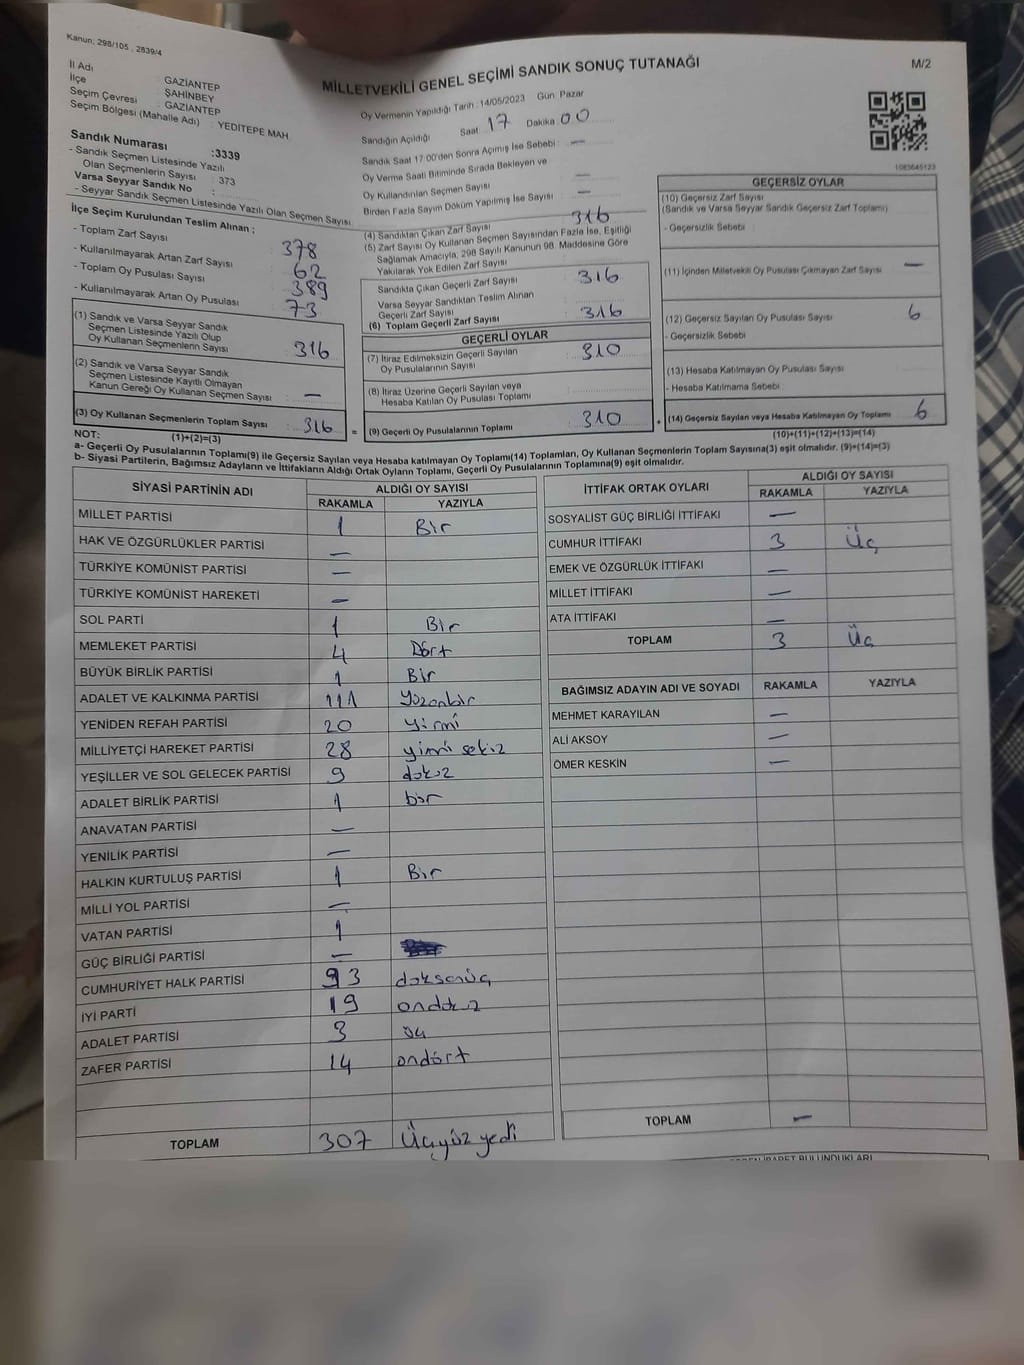 Kanun; 298/105 , 2839/4
MİLLETVEKİLİ GENEL SEÇİMİ SANDIK SONUÇ TUTANAĞI
M/2
İl Adı : GAZİANTEP
İlçe : ŞAHİNBEY
Seçim Çevresi : GAZİANTEP
Seçim Bölgesi (Mahalle Adı) : YEDİTEPE MAH.
Sandık Numarası :3339
- Sandık Seçmen Listesinde Yazılı
Olan Seçmenlerin Sayısı : 373
Varsa Seyyar Sandık No :
- Seyyar Sandık Seçmen Listesinde Yazılı Olan Seçmen Sayısı
Oy Vermenin Yapıldığı Tarih : 14/05/2023 Gün: Pazar
Sandığın Açıldığı Saat : 17 Dakika : 00
Sandık Saat 17:00'den Sonra Açımış İse Sebebi : —
Oy Verme Saati Bitiminde Sırada Bekleyen ve
Oy Kullandırılan Seçmen Sayısı —
Birden Fazla Sayım Döküm Yapılmış İse Sayısı —
1083646123
İlçe Seçim Kurulundan Teslim Alınan ;
- Toplam Zarf Sayısı : 378
- Kullanılmayarak Artan Zarf Sayısı : 62
- Toplam Oy Pusulası Sayısı : 389
- Kullanılmayarak Artan Oy Pusulası : 73
(1) Sandık ve Varsa Seyyar Sandık
Seçmen Listesinde Yazılı Olup
Oy Kullanan Seçmenlerin Sayısı : 316
(2) Sandık ve Varsa Seyyar Sandık
Seçmen Listesinde Kayıtlı Olmayan
Kanun Gereği Oy Kullanan Seçmen Sayısı : —
(3) Oy Kullanan Seçmenlerin Toplam Sayısı : 316
(1)+(2)=(3)
(4) Sandıktan Çıkan Zarf Sayısı 316
(5) Zarf Sayısı Oy Kullanan Seçmen Sayısından Fazla İse, Eşitliği
Sağlamak Amacıyla, 298 Sayılı Kanunun 98. Maddesine Göre
Yakılarak Yok Edilen Zarf Sayısı
Sandıkta Çıkan Geçerli Zarf Sayısı : 316
Varsa Seyyar Sandıktan Teslim Alınan
Geçerli Zarf Sayısı
(6) Toplam Geçerli Zarf Sayısı : 316
GEÇERLİ OYLAR
(7) İtiraz Edilmeksizin Geçerli Sayılan
Oy Pusulalarının Sayısı : 310
(8) İtiraz Üzerine Geçerli Sayılan veya
Hesaba Katılan Oy Pusulası Toplamı
= (9) Geçerli Oy Pusulalarının Toplamı : 310
GEÇERSİZ OYLAR
(10) Geçersiz Zarf Sayısı
(Sandık ve Varsa Seyyar Sandık Geçersiz Zarf Toplamı)
- Geçersizlik Sebebi :
(11) İçinden Milletvekili Oy Pusulası Çıkmayan Zarf Sayısı —
(12) Geçersiz Sayılan Oy Pusulası Sayısı : 6
- Geçersizlik Sebebi :
(13) Hesaba Katılmayan Oy Pusulası Sayısı :
- Hesaba Katılmama Sebebi :
+ (14) Geçersiz Sayılan veya Hesaba Katılmayan Oy Toplamı 6
(10)+(11)+(12)+(13)=(14)
NOT:
a- Geçerli Oy Pusulalarının Toplamı(9) ile Geçersiz Sayılan veya Hesaba Katılmayan Oy Toplamı(14) Toplamları, Oy Kullanan Seçmenlerin Toplam Sayısına(3) eşit olmalıdır. (9)+(14)=(3)
b- Siyasi Partilerin, Bağımsız Adayların ve İttifakların Aldığı Ortak Oyların Toplamı, Geçerli Oy Pusulalarının Toplamına(9) eşit olmalıdır.
SİYASİ PARTİNİN ADI ALDIĞI OY SAYISI
RAKAMLA YAZIYLA
MİLLET PARTİSİ 1 Bir
HAK VE ÖZGÜRLÜKLER PARTİSİ —
TÜRKİYE KOMÜNİST PARTİSİ —
TÜRKİYE KOMÜNİST HAREKETİ —
SOL PARTİ 1 Bir
MEMLEKET PARTİSİ 4 Dört
BÜYÜK BİRLİK PARTİSİ 1 Bir
ADALET VE KALKINMA PARTİSİ 111 Yüzonbir
YENİDEN REFAH PARTİSİ 20 Yirmi
MİLLİYETÇİ HAREKET PARTİSİ 28 yirmi sekiz
YEŞİLLER VE SOL GELECEK PARTİSİ 9 dokuz
ADALET BİRLİK PARTİSİ 1 bir
ANAVATAN PARTİSİ —
YENİLİK PARTİSİ —
HALKIN KURTULUŞ PARTİSİ 1 Bir
MİLLİ YOL PARTİSİ —
VATAN PARTİSİ 1
GÜÇ BİRLİĞİ PARTİSİ —
CUMHURİYET HALK PARTİSİ 93 doksanüç
İYİ PARTİ 19 ondokuz
ADALET PARTİSİ 3 üç
ZAFER PARTİSİ 14 ondört
TOPLAM 307 Üçyüz yedi
İTTİFAK ORTAK OYLARI ALDIĞI OY SAYISI
RAKAMLA YAZIYLA
SOSYALİST GÜÇ BİRLİĞİ İTTİFAKI —
CUMHUR İTTİFAKI 3 Üç
EMEK VE ÖZGÜRLÜK İTTİFAKI —
MİLLET İTTİFAKI —
ATA İTTİFAKI —
TOPLAM 3 Üç
BAĞIMSIZ ADAYIN ADI VE SOYADI RAKAMLA YAZIYLA
MEHMET KARAYILAN —
ALİ AKSOY —
ÖMER KESKİN —
TOPLAM —